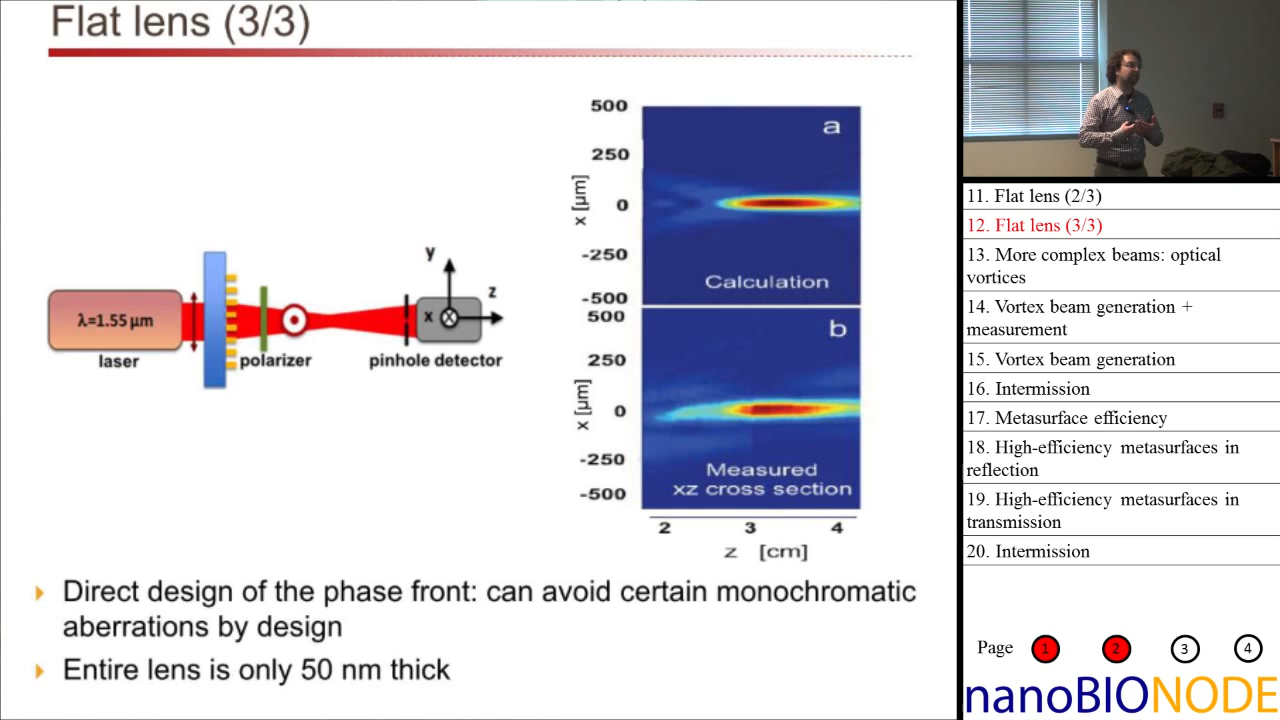 Flat lens (3/3)
500
a
250
x [µm]
0
-250
Calculation
-500
500
b
250
x [µm]
0
-250
Measured
xz cross section
-500
2 3 4
z [cm]
y
z
x
λ=1.55 µm
laser
polarizer
pinhole detector
Direct design of the phase front: can avoid certain monochromatic
aberrations by design
Entire lens is only 50 nm thick
11. Flat lens (2/3)
12. Flat lens (3/3)
13. More complex beams: optical
vortices
14. Vortex beam generation +
measurement
15. Vortex beam generation
16. Intermission
17. Metasurface efficiency
18. High-efficiency metasurfaces in
reflection
19. High-efficiency metasurfaces in
transmission
20. Intermission
Page 1 2 3 4
nanoBIONODE